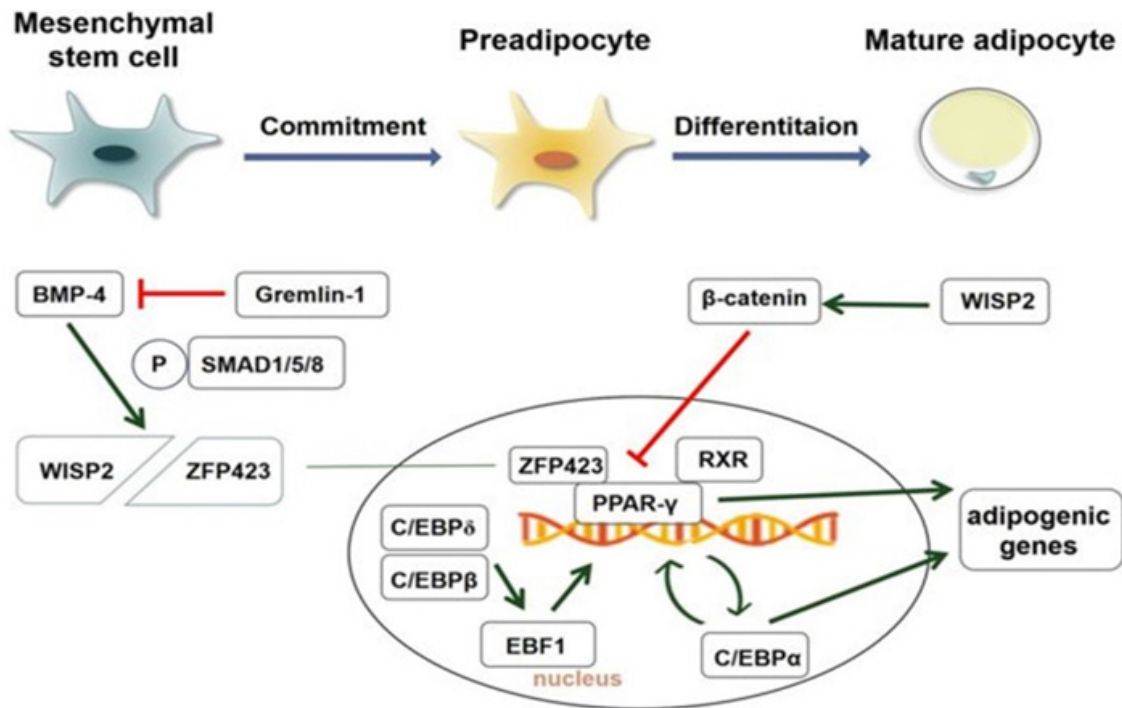 Mesenchymal
stem cell
Preadipocyte
Mature adipocyte
Commitment
Differentitaion
BMP-4
Gremlin-1
β-catenin
WISP2
P
SMAD1/5/8
WISP2
ZFP423
ZFP423
RXR
PPAR-γ
C/EBPδ
C/EBPβ
adipogenic
genes
EBF1
C/EBPα
nucleus